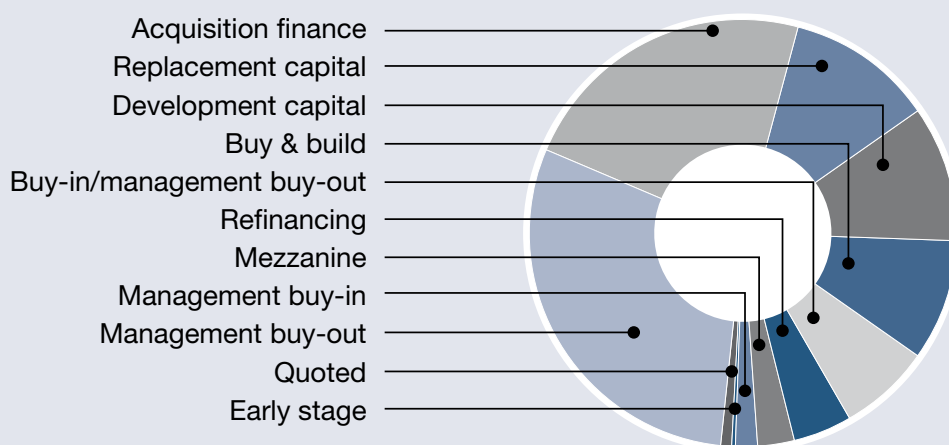 Acquisition finance
Replacement capital
Development capital
Buy & build
Buy-in/management buy-out
Refinancing
Mezzanine
Management buy-in
Management buy-out
Quoted
Early stage